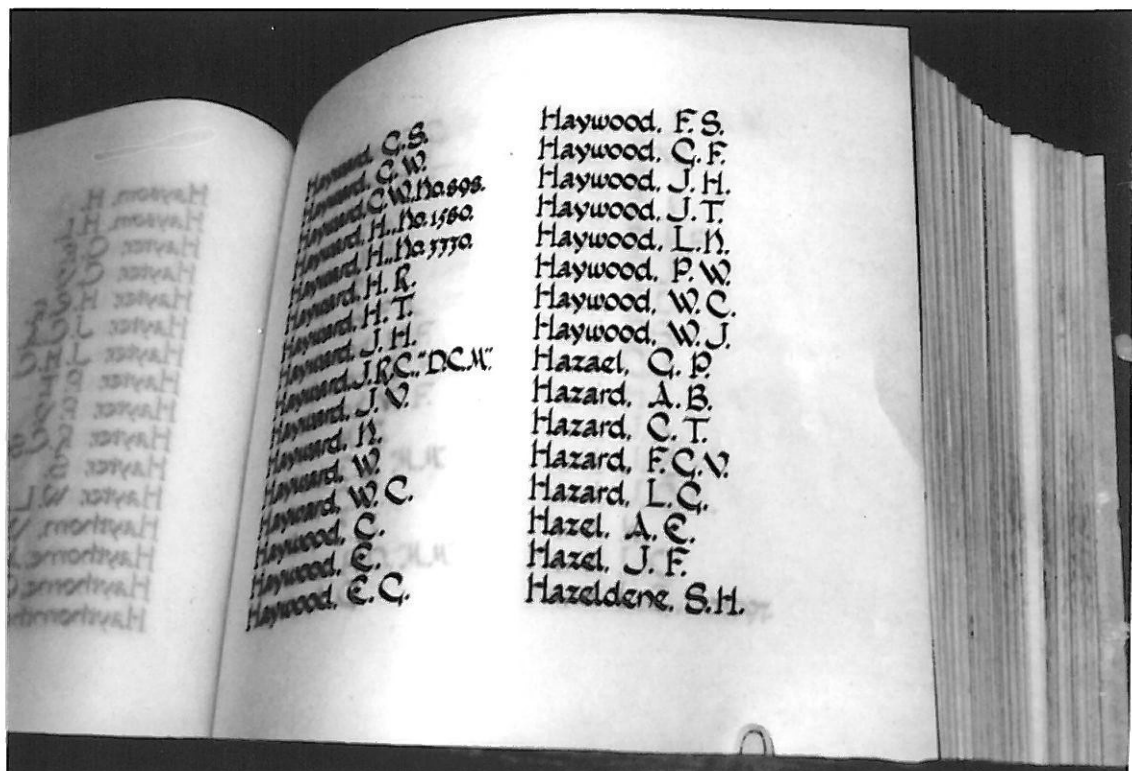 Hayward, G.S.
Hayward, G.W.
Hayward, G.W., No.898.
Hayward, H., No.1560.
Hayward, H., No.3330.
Hayward, H. R.
Hayward, H. T.
Hayward, J. H.
Hayward, J.R.C., "D.C.M".
Hayward, J. V.
Hayward, N.
Hayward, W.
Hayward, W. C.
Haywood, C.
Haywood, E.
Haywood, E. G.
Haywood, F. S.
Haywood, G. F.
Haywood, J. H.
Haywood, J. T.
Haywood, L. N.
Haywood, P. W.
Haywood, W. C.
Haywood, W. J.
Hazael, G. P.
Hazard, A. B.
Hazard, C. T.
Hazard, F. G. V.
Hazard, L. G.
Hazel, A. E.
Hazel, J. F.
Hazeldene, S.H.